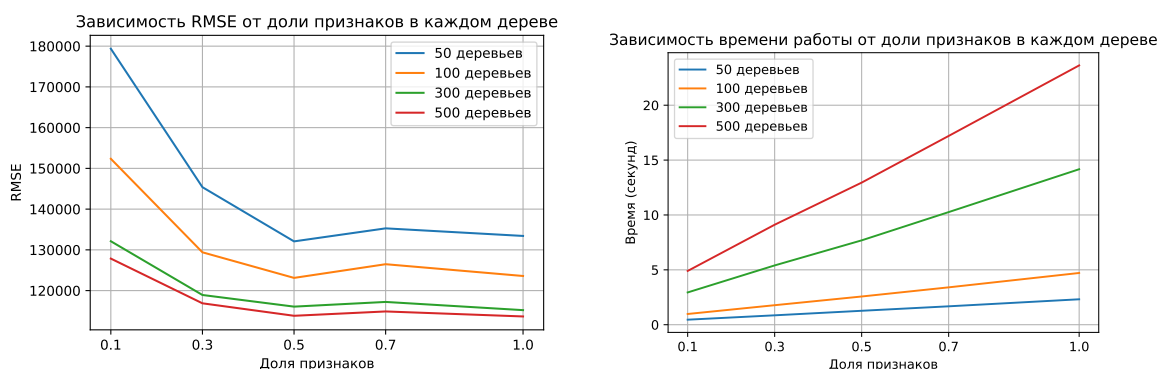 Зависимость RMSE от доли признаков в каждом дереве
180000
170000
160000
150000
140000
130000
120000
RMSE
50 деревьев
100 деревьев
300 деревьев
500 деревьев
0.1 0.3 0.5 0.7 1.0
Доля признаков
Зависимость времени работы от доли признаков в каждом дереве
20
15
10
5
0
Время (секунд)
50 деревьев
100 деревьев
300 деревьев
500 деревьев
0.1 0.3 0.5 0.7 1.0
Доля признаков